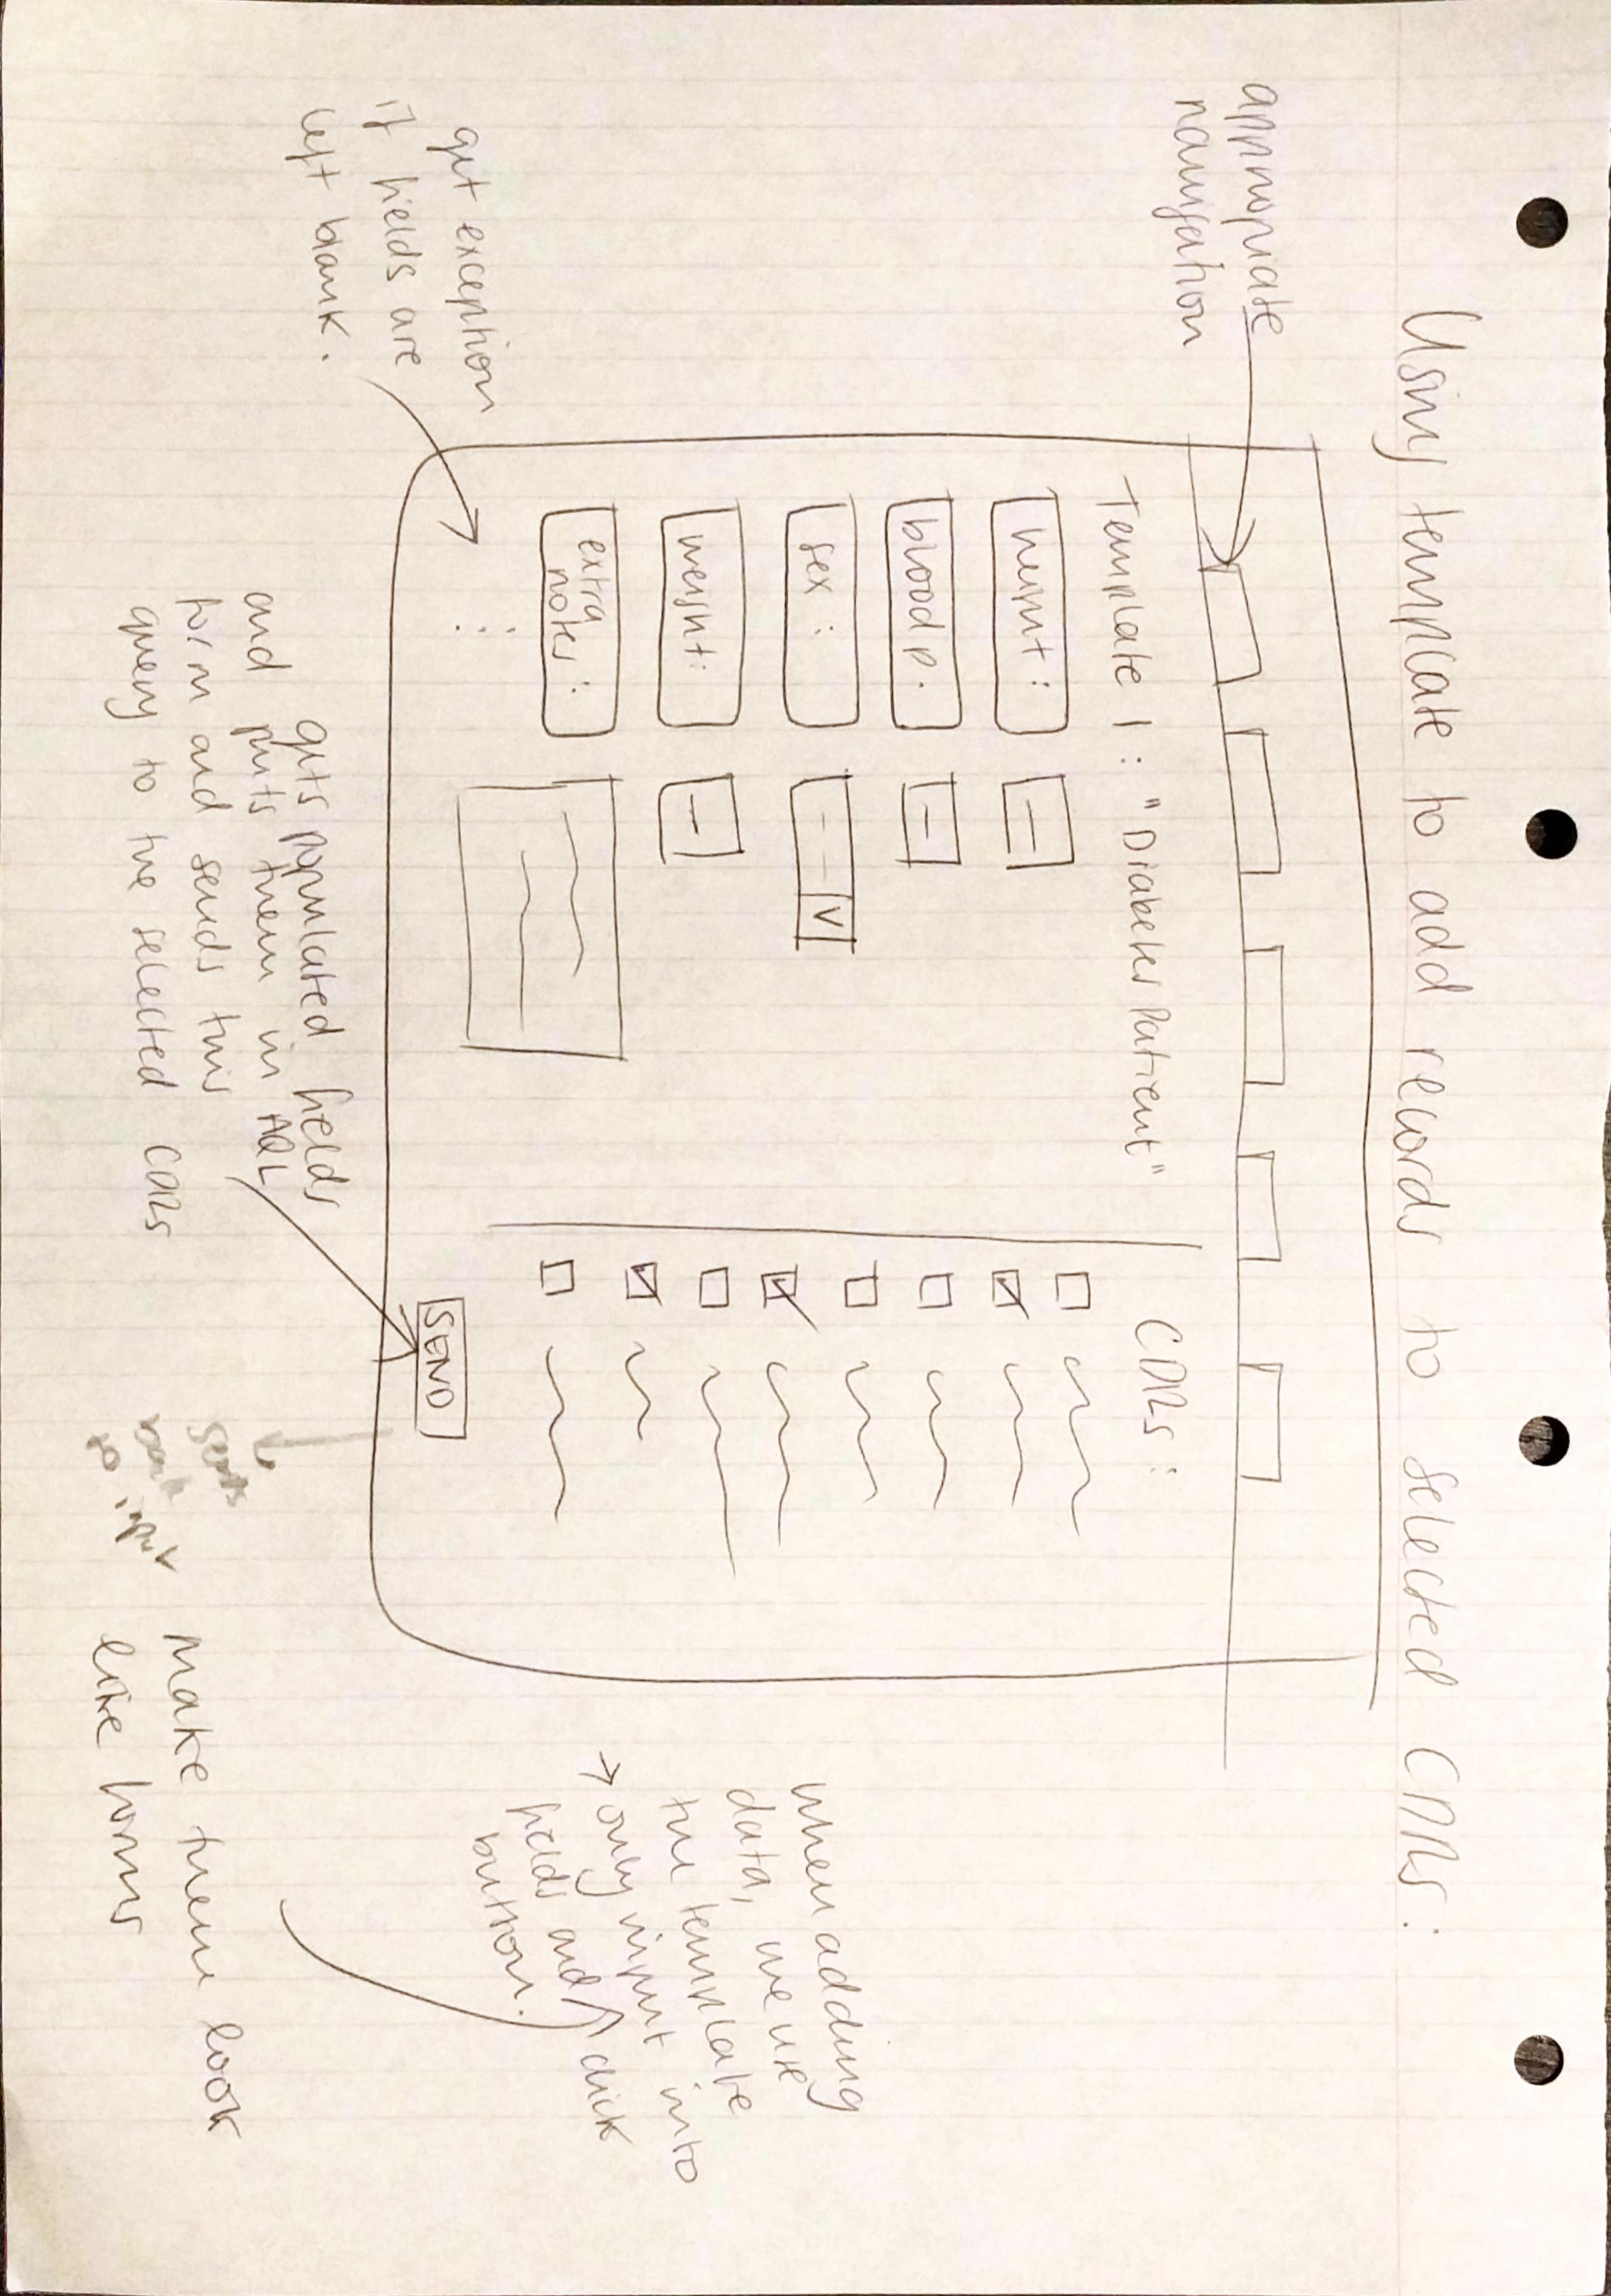 Using template to add records to selected CDRs:
appropriate
navigation
Template 1: "Diabetes Patient"
height:
blood p.
sex:
V
weight:
extra
notes:
...
CDRs:
SEND
when adding
data, we use
the template
→ only input into
fields and click
button.
make them look
like forms
get exception
if fields are
left blank.
gets populated fields
and puts them in AQL
form and sends this
query to the selected CDRs